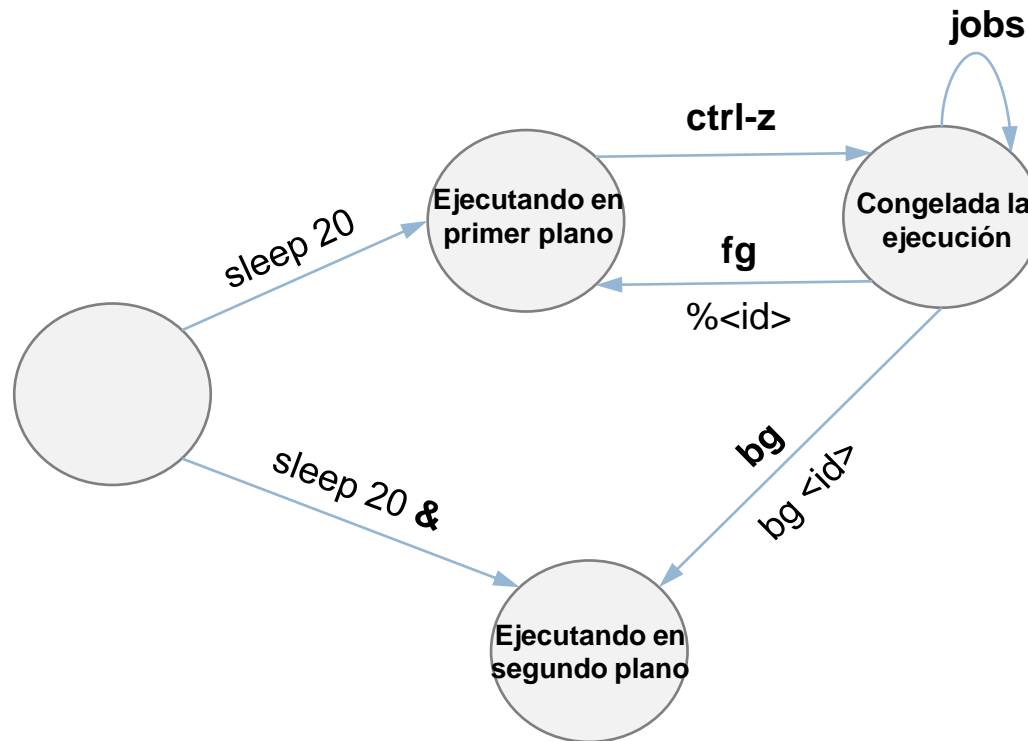 jobs
ctrl-z
Ejecutando en
primer plano
Congelada la
ejecución
sleep 20
fg
%<id>
bg
bg <id>
sleep 20 &
Ejecutando en
segundo plano